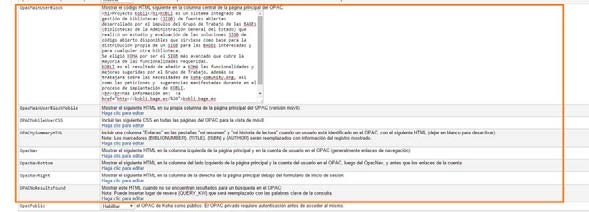 OpacMainUserBlock
Mostrar el código HTML siguiente en la columna central de la página principal del OPAC:
<h1>Proyecto Kobli</h1>KOBLI es un sistema integrado de
gestión de bibliotecas (SIGB) de fuentes abiertas
desarrollado por el impulso del Grupo de Trabajo de las BAGEs
(Bibliotecas de la Administración General del Estado) que
realizó un estudio y evaluación de las soluciones SIGB de
código abierto disponibles que sirviese como base para la
distribución propia de un SIGB para las BAGEs interesadas y
para cualquier otra biblioteca.
Se eligió KOHA por ser el SIGB más avanzado que cubre la
mayoría de las funcionalidades requeridas.
KOBLI es el resultado de añadir a KOHA las funcionalidades y
mejoras sugeridas por el Grupo de Trabajo. Además se
trabajará sobre las necesidades de koha-comunity.org, así
como las peticiones y sugerencias manifestadas durante en el
proceso de implantación de KOBLI.
<br><br>Más información en: <a
href="http://kobli.bage.es/%20">kobli.bage.es
OpacMainUserBlockMobile
Mostrar el siguiente HTML en su propia columna de la página principal del OPAC (versión móvil)
Haga clic para editar
OPACMobileUserCSS
Incluir las siguiente CSS en todas las páginas del OPAC para la vista de móvil
Haga clic para editar
OPACMySummaryHTML
Incluir una columna "Enlaces" en las pestañas "mi resumen" y "mi historia de lectura" cuando un usuario esté identificado en el OPAC, con el siguiente HTML (deje en blanco para desactivar)
Nota: Los marcadores {BIBLIONUMBER}, {TITLE}, {ISBN} y {AUTHOR} serán reemplazados con información del registro mostrado.
Haga clic para editar
OpacNav
Mostrar el siguiente HTML en la columna izquierda de la página principal y en la cuenta de usuario en el OPAC (generalmente enlaces de navegación)
Haga clic para editar
OpacNavBottom
Mostrar el siguiente HTML en la columna del lado izquierdo de la página principal y la cuenta del usuario en el OPAC, luego del OpacNav, y antes que los enlaces de la cuenta
Haga clic para editar
OpacNavRight
Mostrar el siguiente HTML en la columna de la derecha de la página principal debajo del formulario de inicio de sesión:
Haga clic para editar
OPACNoResultsFound
Mostrar este HTML cuando no se encuentran resultados para un búsqueda en el OPAC:
Nota: Puede insertar lugar de reserva {QUERY_KW} que será reemplazado con las palabras clave de la consulta.
Haga clic para editar
OpacPublic
Habilitar el OPAC de Koha como público. El OPAC privado requiere autenticación antes de acceder al mismo.